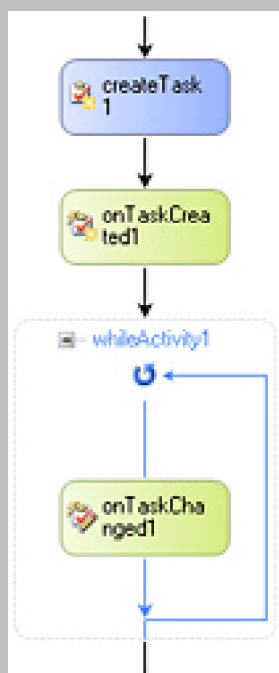 createTask
1
onTaskCrea
ted1
whileActivity1
onTaskCha
nged1